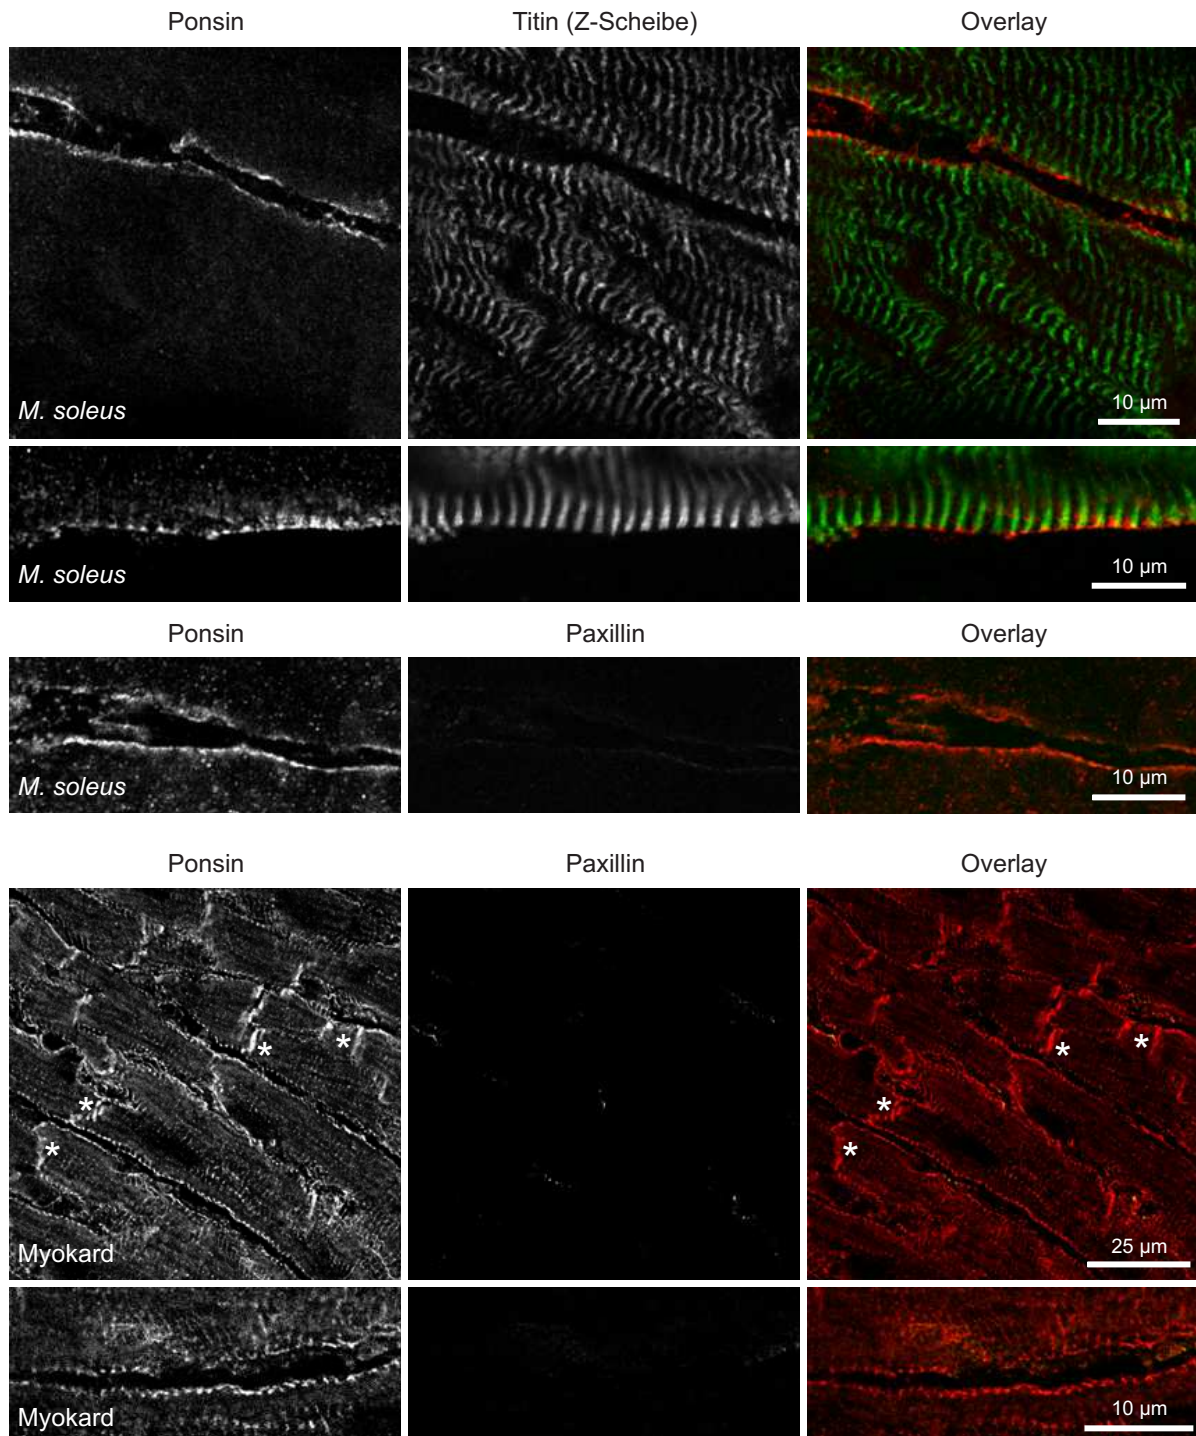 Ponsin Titin (Z-Scheibe) Overlay
M. soleus 10 µm
M. soleus 10 µm
Ponsin Paxillin Overlay
M. soleus 10 µm
Ponsin Paxillin Overlay
* * * *
* *
* *
Myokard 25 µm
Myokard 10 µm